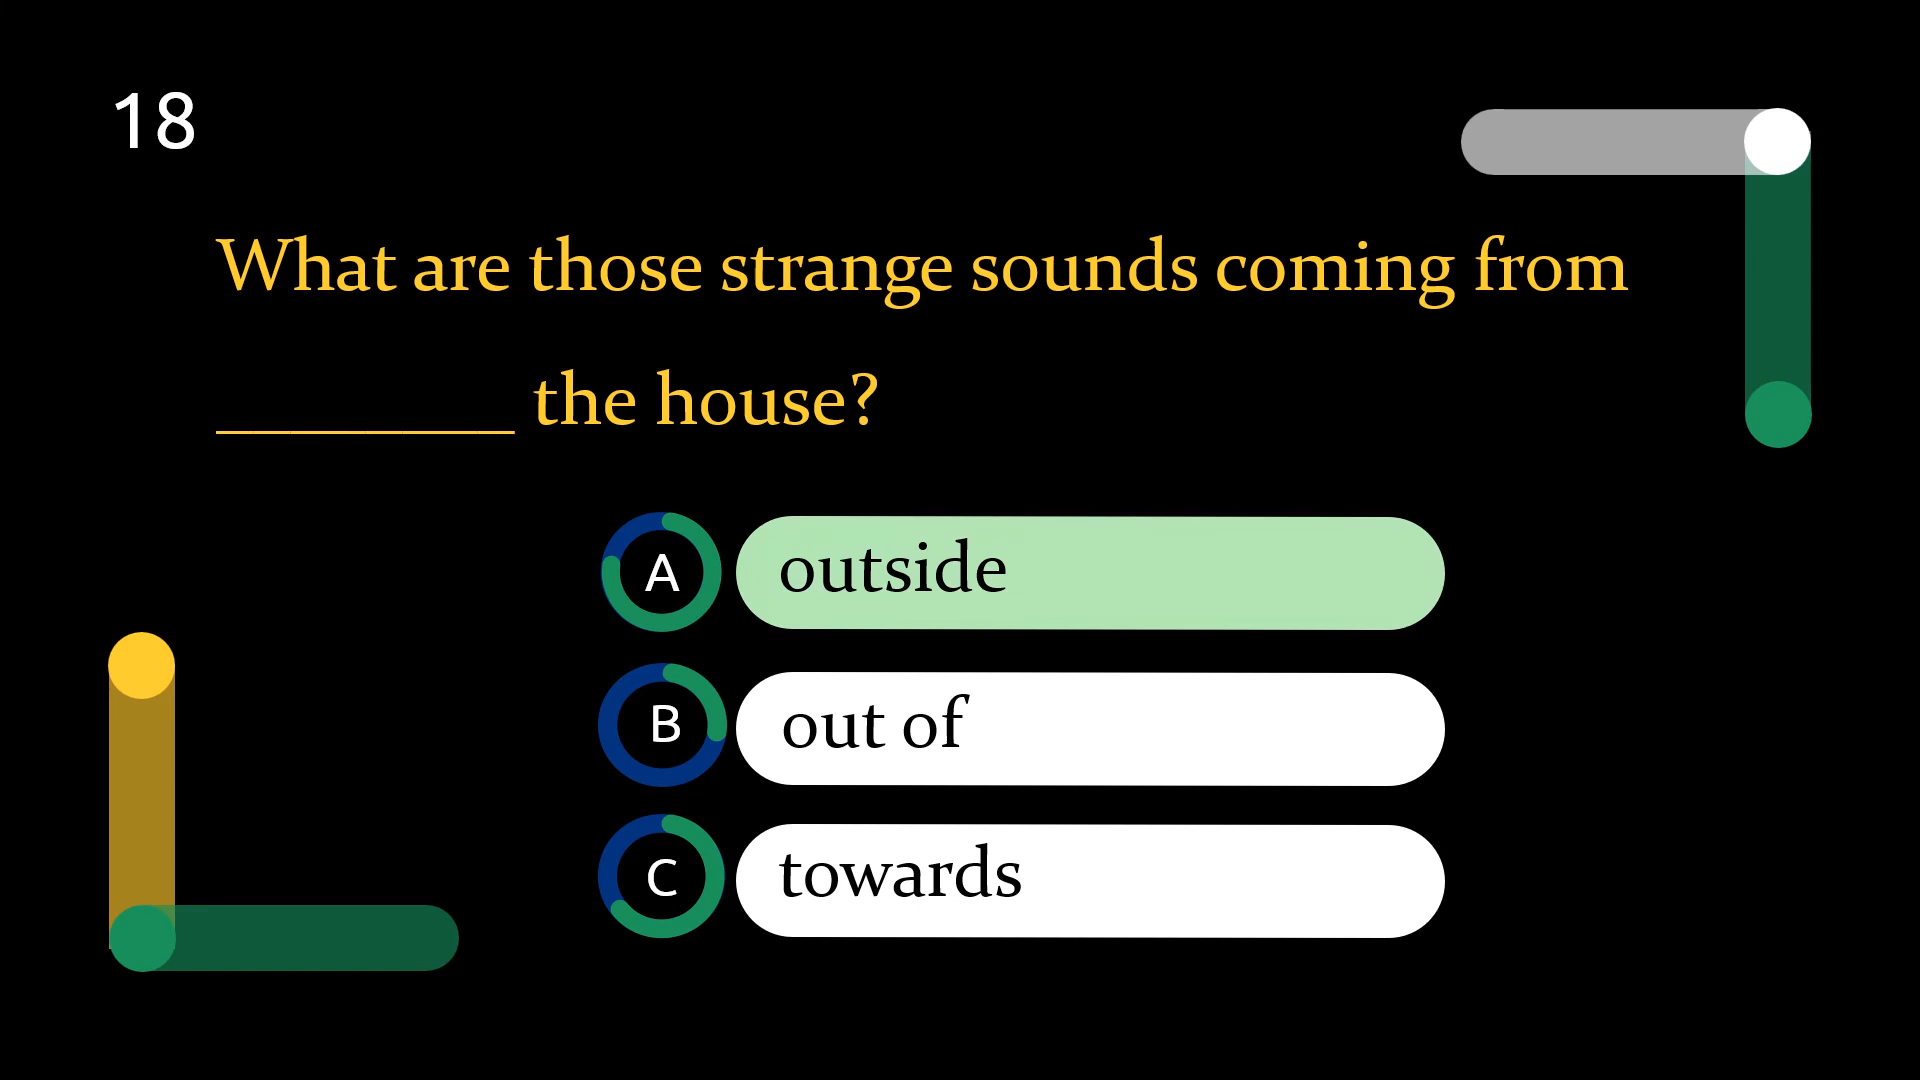 18
What are those strange sounds coming from
________ the house?
A outside
B out of
C towards